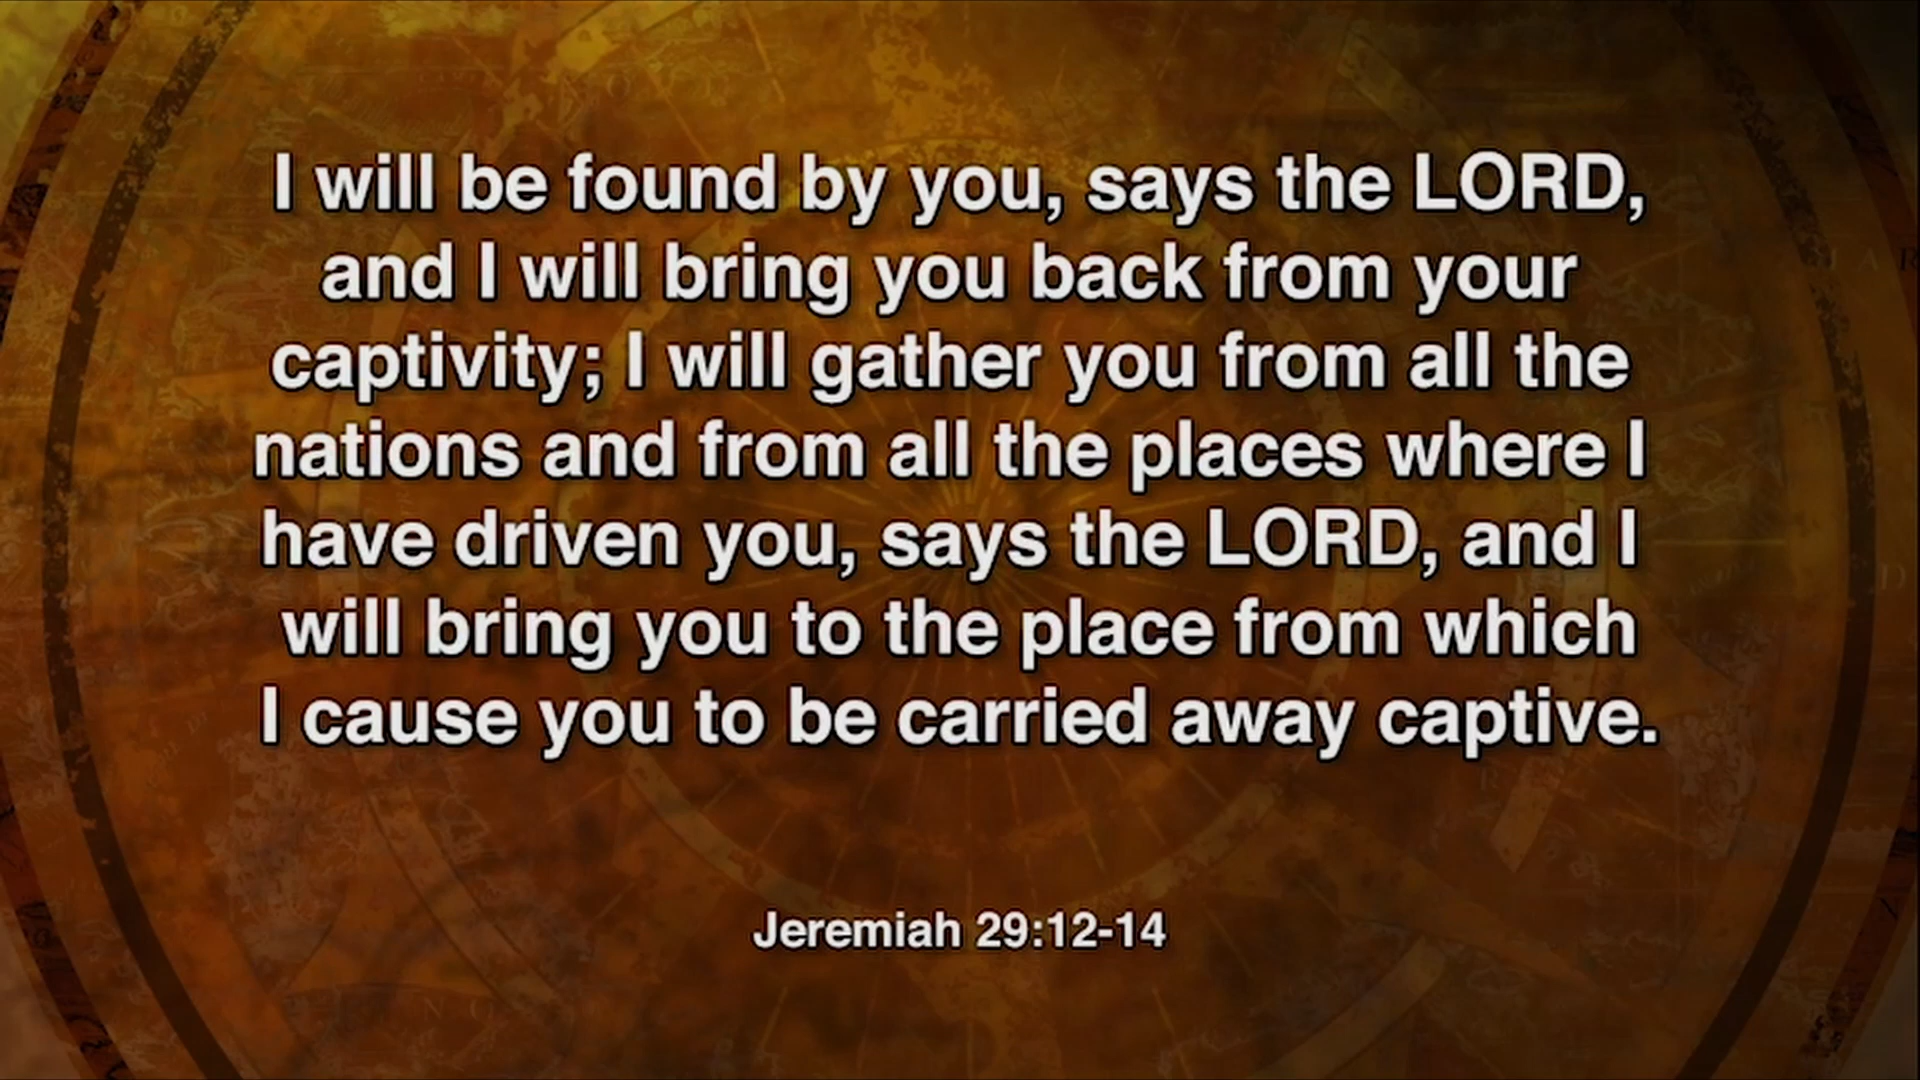 I will be found by you, says the LORD,
and I will bring you back from your
captivity; I will gather you from all the
nations and from all the places where I
have driven you, says the LORD, and I
will bring you to the place from which
I cause you to be carried away captive.
Jeremiah 29:12-14